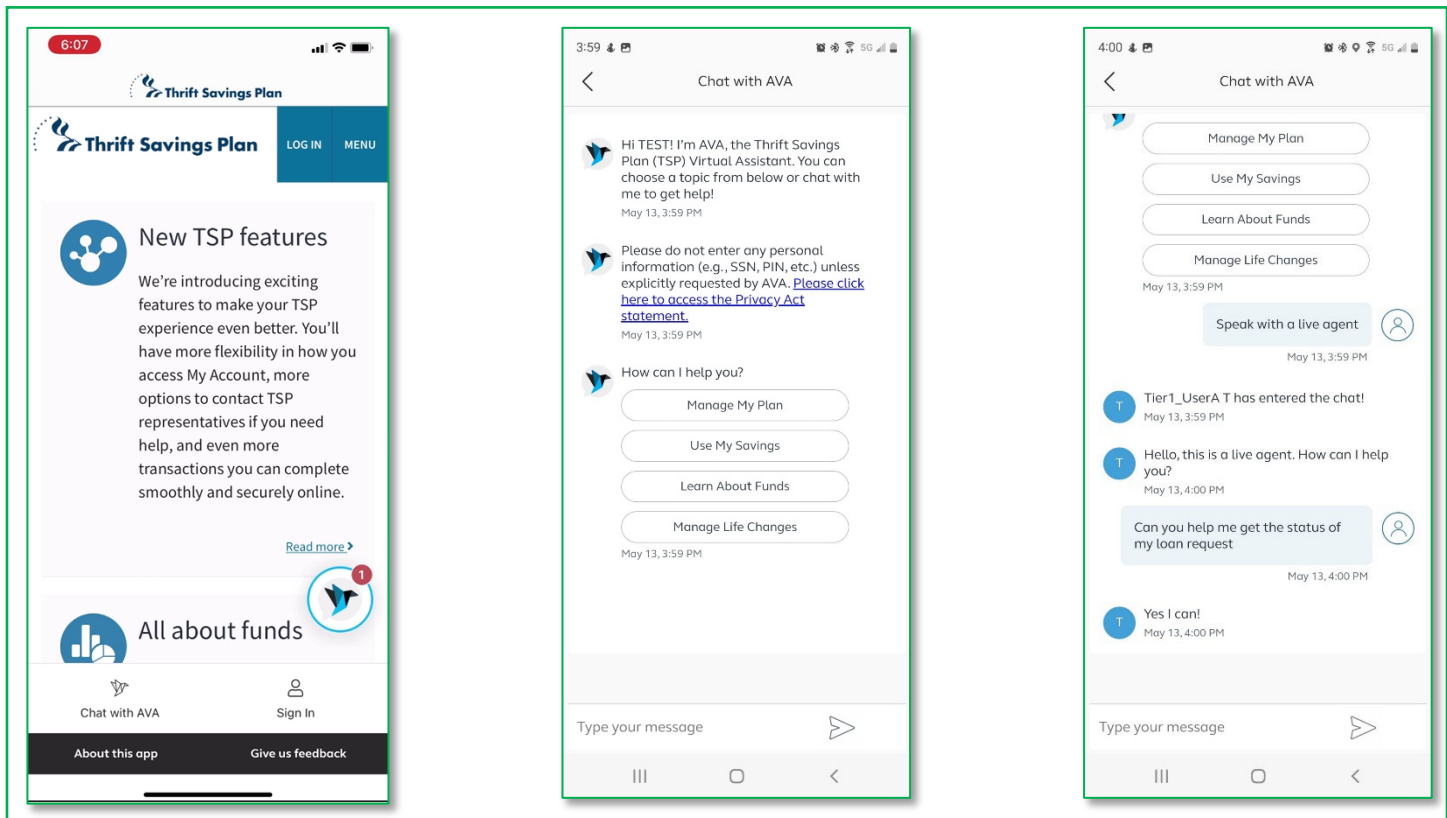 6:07
Thrift Savings Plan
Thrift Savings Plan
LOG IN
MENU
New TSP features
We're introducing exciting
features to make your TSP
experience even better. You'll
have more flexibility in how you
access My Account, more
options to contact TSP
representatives if you need
help, and even more
transactions you can complete
smoothly and securely online.
Read more
1
All about funds
Chat with AVA
Sign In
About this app
Give us feedback
3:59
5G
Chat with AVA
Hi TEST! I'm AVA, the Thrift Savings
Plan (TSP) Virtual Assistant. You can
choose a topic from below or chat with
me to get help!
May 13, 3:59 PM
Please do not enter any personal
information (e.g., SSN, PIN, etc.) unless
explicitly requested by AVA. Please click
here to access the Privacy Act
statement.
May 13, 3:59 PM
How can I help you?
Manage My Plan
Use My Savings
Learn About Funds
Manage Life Changes
May 13, 3:59 PM
Type your message
4:00
5G
Chat with AVA
Manage My Plan
Use My Savings
Learn About Funds
Manage Life Changes
May 13, 3:59 PM
Speak with a live agent
May 13, 3:59 PM
T
Tier1_UserA T has entered the chat!
May 13, 3:59 PM
T
Hello, this is a live agent. How can I help
you?
May 13, 4:00 PM
Can you help me get the status of
my loan request
May 13, 4:00 PM
T
Yes I can!
May 13, 4:00 PM
Type your message